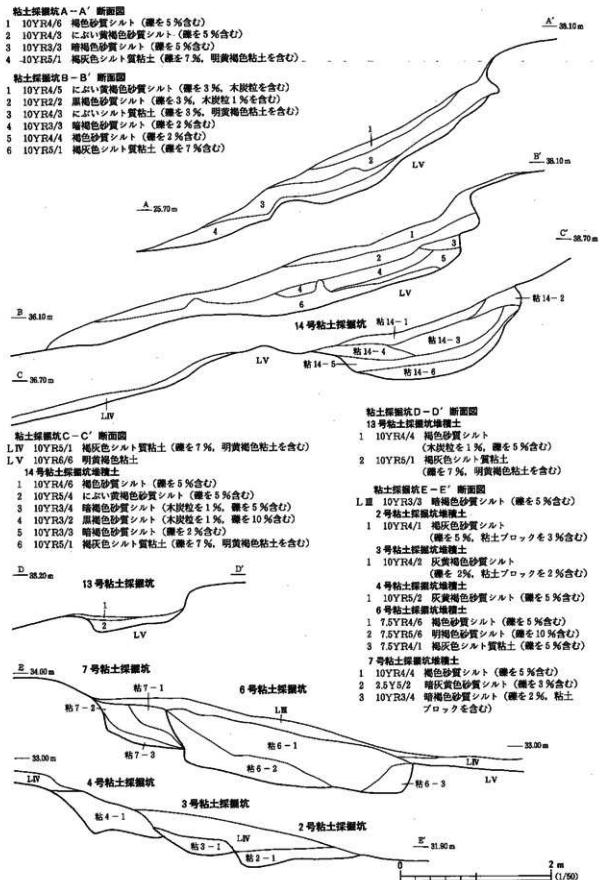 粘土採掘坑A-A′ 断面図
1 10YR4/6 褐色砂質シルト(礫を5%含む)
2 10YR4/3 にぶい黄褐色砂質シルト(礫を5%含む)
3 10YR3/3 暗褐色砂質シルト(礫を5%含む)
4 10YR5/1 褐灰色シルト質粘土(礫を7%, 明黄褐色粘土を含む)
粘土採掘坑B-B′ 断面図
1 10YR4/5 にぶい黄褐色砂質シルト(礫を3%, 木炭粒を含む)
2 10YR2/2 黒褐色砂質シルト(礫を3%, 木炭粒1%を含む)
3 10YR4/3 にぶい黄褐色シルト質粘土(礫を3%, 明黄褐色粘土を含む)
4 10YR3/3 暗褐色砂質シルト(礫を2%含む)
5 10YR4/4 褐色砂質シルト(礫を2%含む)
6 10YR5/1 褐灰色シルト質粘土(礫を7%含む)
A′ 38.10m
1
2
LV
3
4
A 25.70m
B′ 38.10m
1
2
3
4
5
4
6
LV
B 36.10m
C′ 38.70m
14号粘土採掘坑
粘14-1
粘14-2
粘14-3
粘14-4
粘14-5
粘14-6
LV
C 36.70m
LIV
粘土採掘坑C-C′ 断面図
LIV 10YR5/1 褐灰色シルト質粘土(礫を7%, 明黄褐色粘土を含む)
LV 10YR6/6 明黄褐色粘土
14号粘土採掘坑堆積土
1 10YR4/6 褐色砂質シルト(礫を5%含む)
2 10YR5/4 にぶい黄褐色砂質シルト(礫を5%含む)
3 10YR3/4 暗褐色砂質シルト(木炭粒を1%, 礫を5%含む)
4 10YR3/2 黒褐色砂質シルト(木炭粒を1%, 礫を10%含む)
5 10YR3/3 暗褐色砂質シルト(礫を2%含む)
6 10YR5/1 褐灰色シルト質粘土(礫を7%, 明黄褐色粘土を含む)
粘土採掘坑D-D′ 断面図
13号粘土採掘坑堆積土
1 10YR4/4 褐色砂質シルト
(木炭粒を1%, 礫を5%含む)
2 10YR5/1 褐灰色シルト質粘土
(礫を7%, 明黄褐色粘土を含む)
粘土採掘坑E-E′ 断面図
LIII 10YR3/3 暗褐色砂質シルト(礫を5%含む)
2号粘土採掘坑堆積土
1 10YR4/1 褐灰色砂質シルト
(礫を5%, 粘土ブロックを3%含む)
3号粘土採掘坑堆積土
1 10YR4/2 灰黄褐色砂質シルト
(礫を2%, 粘土ブロックを2%含む)
4号粘土採掘坑堆積土
1 10YR5/2 灰黄褐色砂質シルト(礫を5%含む)
6号粘土採掘坑堆積土
1 7.5YR4/6 褐色砂質シルト(礫を5%含む)
2 7.5YR5/6 明褐色砂質シルト(礫を10%含む)
3 7.5YR4/1 褐灰色砂質シルト(礫を5%含む)
7号粘土採掘坑堆積土
1 10YR4/4 褐色砂質シルト(礫を5%含む)
2 2.5Y5/2 暗灰黄色砂質シルト(礫を3%含む)
3 10YR3/4 暗褐色砂質シルト(礫を2%, 粘土
ブロックを含む)
D 38.20m
D′
13号粘土採掘坑
1
2
LV
E 34.00m
7号粘土採掘坑
6号粘土採掘坑
粘7-1
粘7-2
粘7-3
LIII
粘6-1
粘6-2
粘6-3
33.00m
LIV
LV
33.00m
LIV
4号粘土採掘坑
3号粘土採掘坑
2号粘土採掘坑
粘4-1
粘3-1
LIV
粘2-1
E′ 31.90m
0 2m
(1/50)